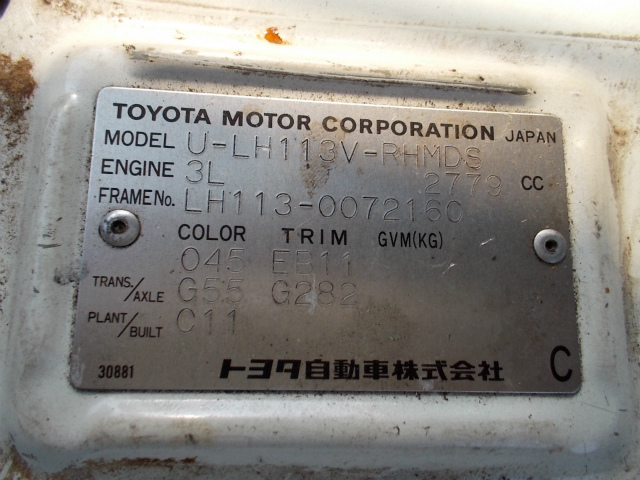 TOYOTA MOTOR CORPORATION JAPAN
MODEL U-LH113V-RHMDS
ENGINE 3L 2779 CC
FRAME No. LH113-0072160
COLOR TRIM GVM(KG)
045 EB11
TRANS./AXLE G55 G282
PLANT/BUILT C11
30881 トヨタ自動車株式会社 C